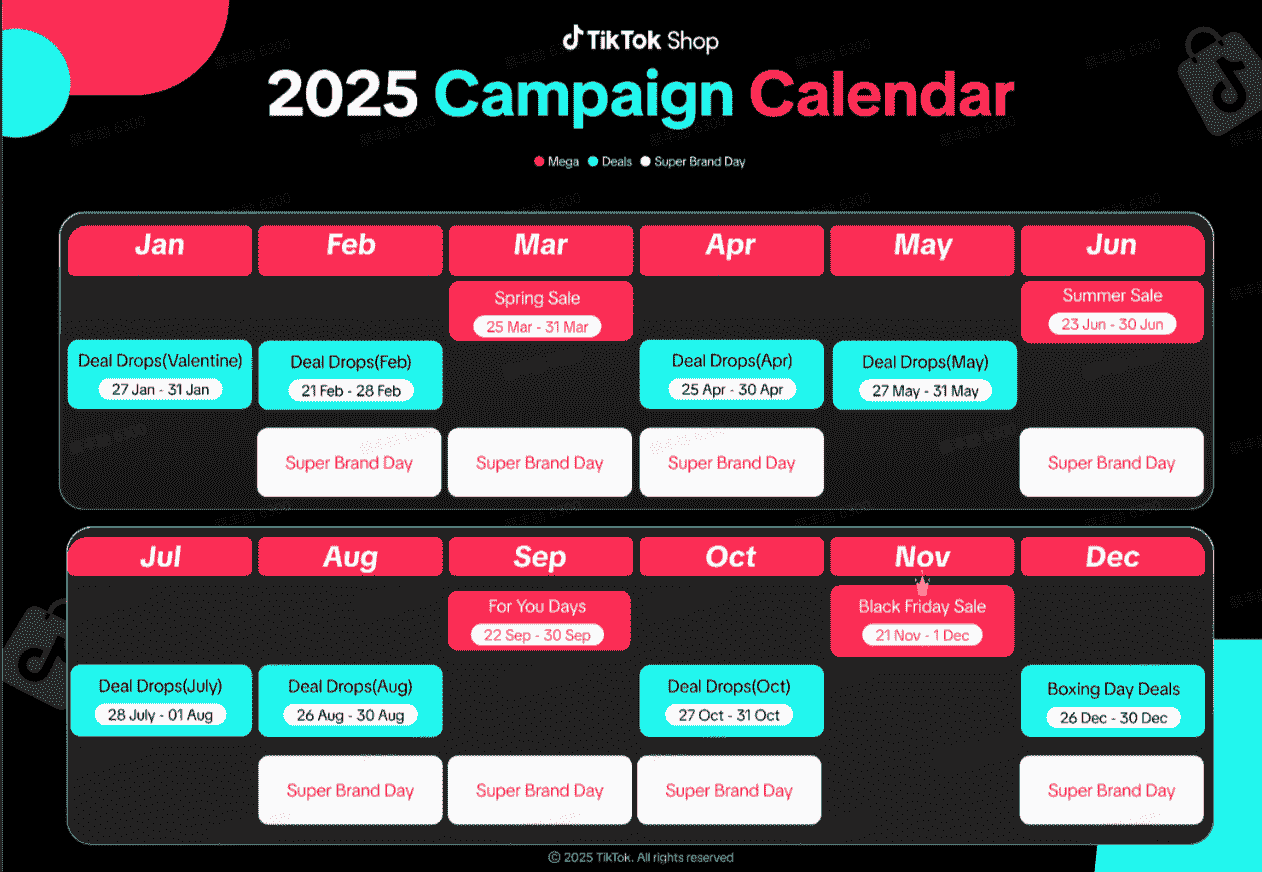 TikTok Shop
2025 Campaign Calendar
Mega Deals Super Brand Day
Jan Feb Mar Apr May Jun
Spring Sale
25 Mar - 31 Mar
Summer Sale
23 Jun - 30 Jun
Deal Drops(Valentine)
27 Jan - 31 Jan
Deal Drops(Feb)
21 Feb - 28 Feb
Deal Drops(Apr)
25 Apr - 30 Apr
Deal Drops(May)
27 May - 31 May
Super Brand Day
Super Brand Day
Super Brand Day
Super Brand Day
Jul Aug Sep Oct Nov Dec
For You Days
22 Sep - 30 Sep
Black Friday Sale
21 Nov - 1 Dec
Deal Drops(July)
28 July - 01 Aug
Deal Drops(Aug)
26 Aug - 30 Aug
Deal Drops(Oct)
27 Oct - 31 Oct
Boxing Day Deals
26 Dec - 30 Dec
Super Brand Day
Super Brand Day
Super Brand Day
Super Brand Day
© 2025 TikTok. All rights reserved